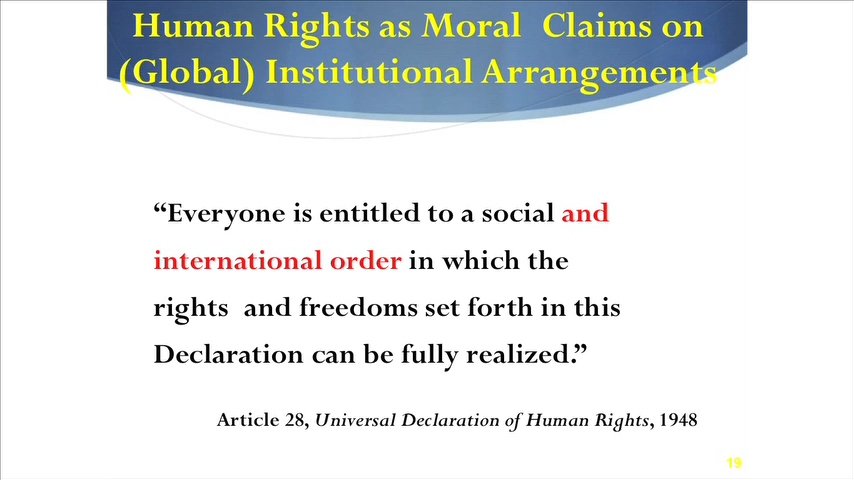 Human Rights as Moral  Claims on
(Global) Institutional Arrangements
“Everyone is entitled to a social and
international order in which the
rights  and freedoms set forth in this
Declaration can be fully realized.”
Article 28, Universal Declaration of Human Rights, 1948
19